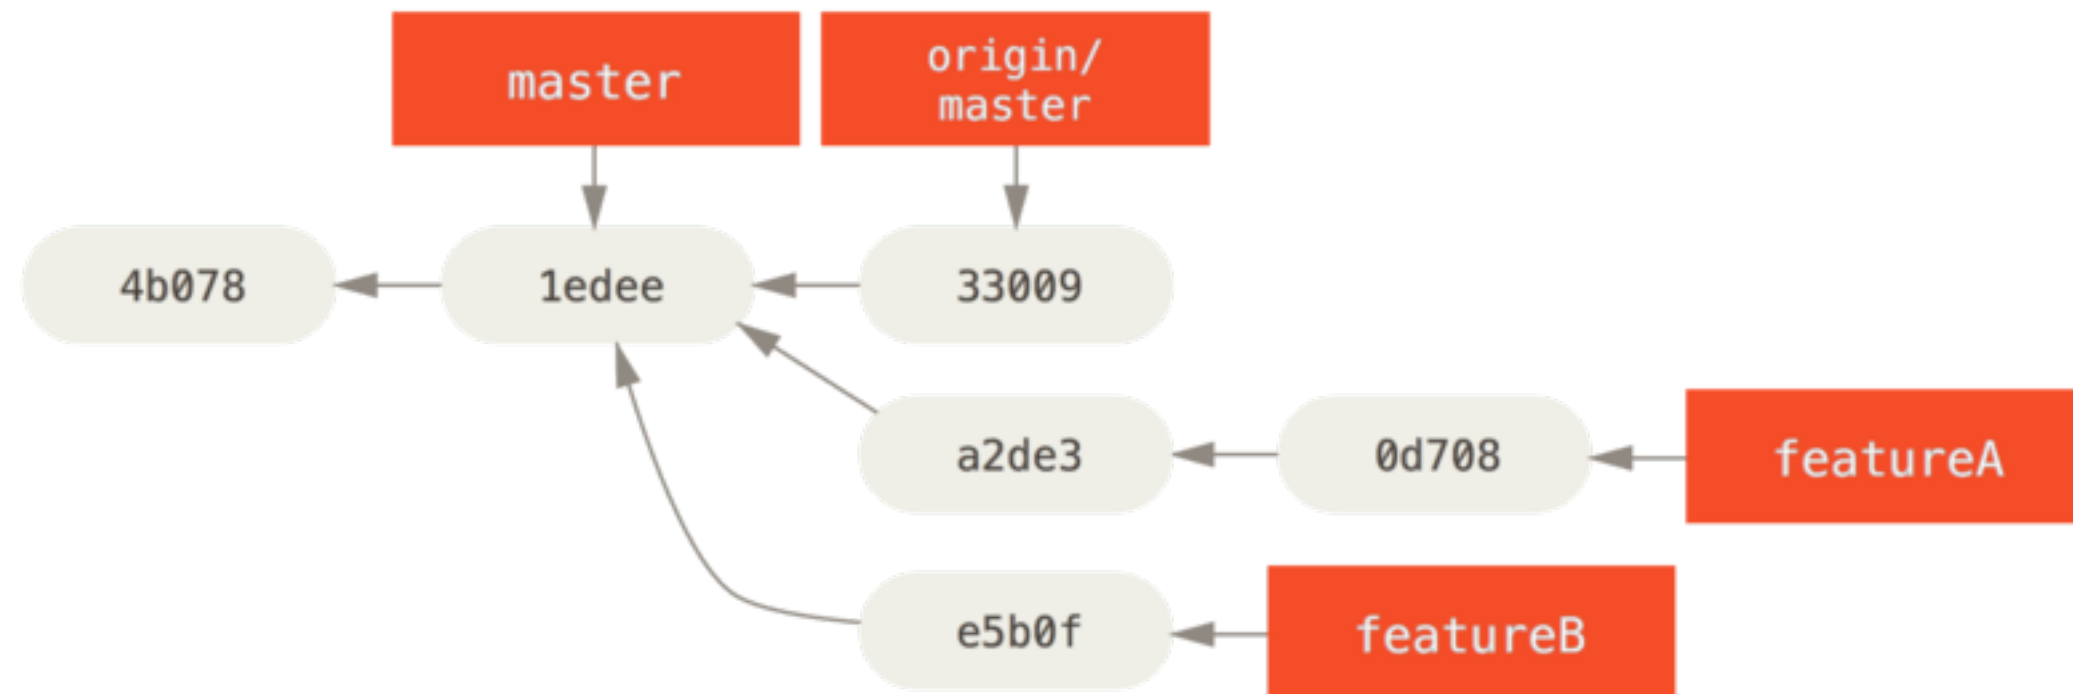 master
origin/
master
4b078
1edee
33009
a2de3
0d708
featureA
e5b0f
featureB